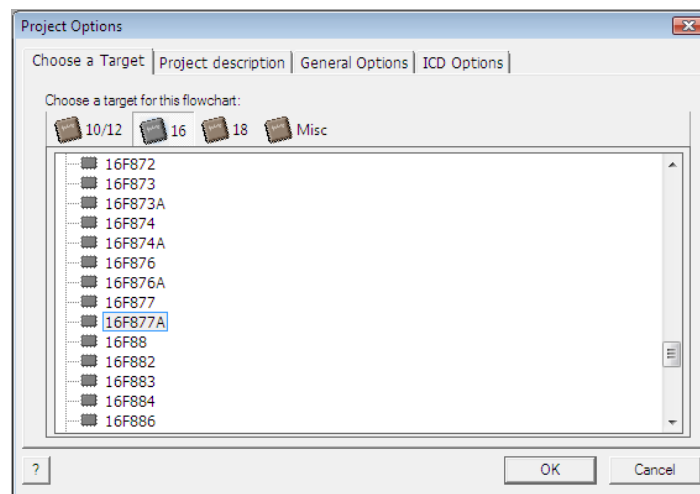 Project Options
Choose a Target Project description General Options ICD Options
Choose a target for this flowchart:
10/12 16 18 Misc
16F872
16F873
16F873A
16F874
16F874A
16F876
16F876A
16F877
16F877A
16F88
16F882
16F883
16F884
16F886
? OK Cancel